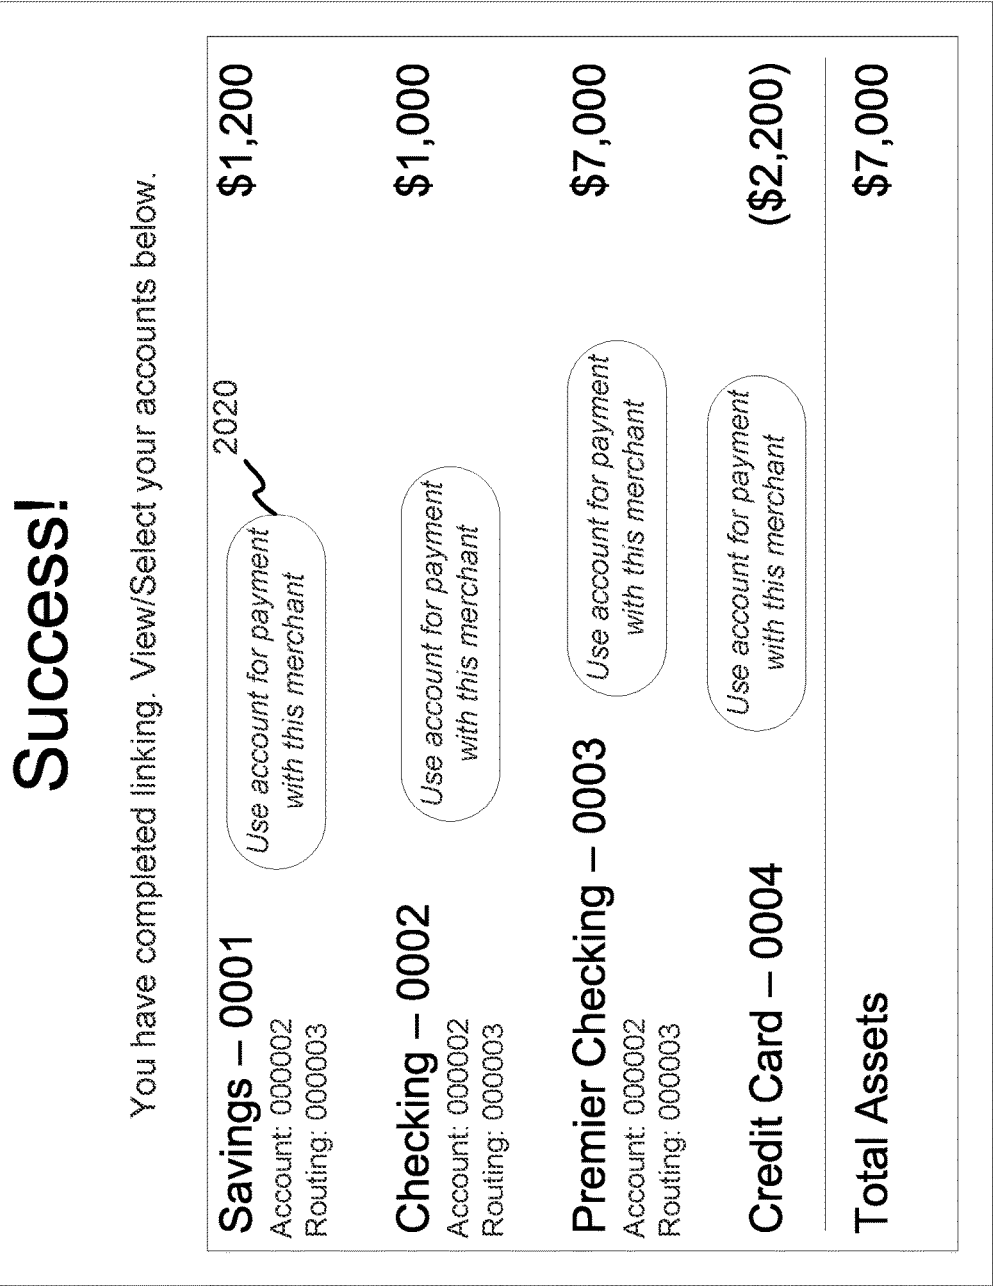 Success!
You have completed linking. View/Select your accounts below.
2020
Savings – 0001
Use account for payment
with this merchant
$1,200
Account: 000002
Routing: 000003
Checking – 0002
Use account for payment
with this merchant
$1,000
Account: 000002
Routing: 000003
Premier Checking – 0003
Use account for payment
with this merchant
$7,000
Account: 000002
Routing: 000003
Credit Card – 0004
Use account for payment
with this merchant
($2,200)
Total Assets
$7,000